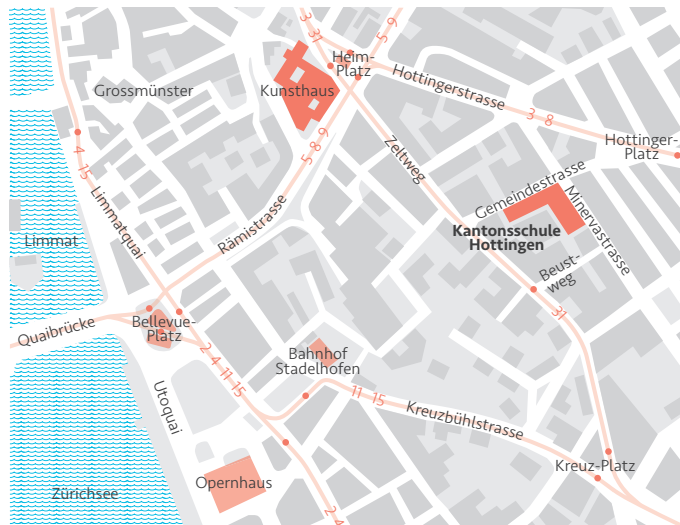 3 31
5 9
Heim-
Platz
Grossmünster
Kunsthaus
Hottingerstrasse
3 8
Hottinger-
Platz
5 8 9
4 15
Zeltweg
Gemeindestrasse
Minervastrasse
Limmatquai
Rämistrasse
Kantonsschule
Hottingen
Limmat
Beust-
weg
31
Quaibrücke
Bellevue-
Platz
2 4 11 15
Bahnhof
Stadelhofen
Utoquai
11 15
Kreuzbühlstrasse
Kreuz-Platz
Opernhaus
Zürichsee
2 4